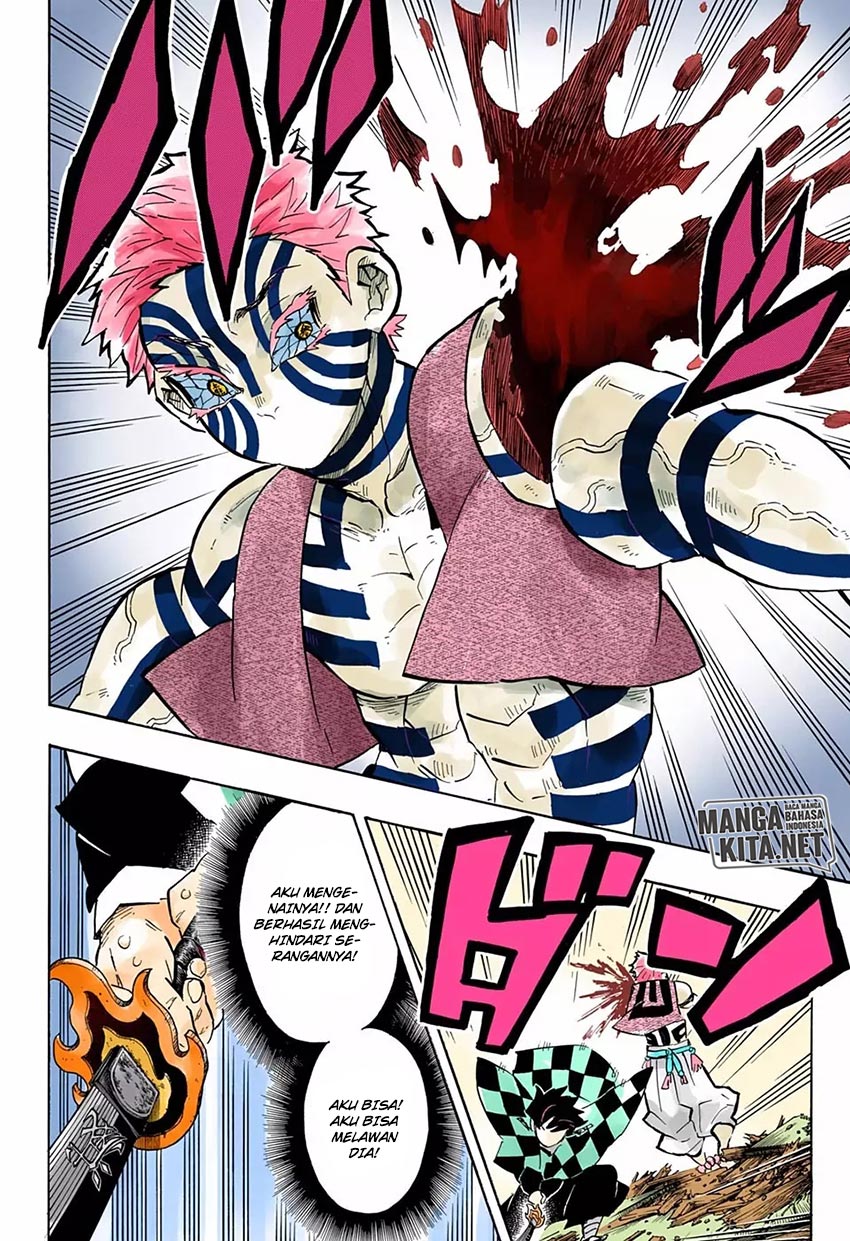 MANGA
KITA.NET
BACA MANGA
BAHASA
INDONESIA
ダン
AKU MENGE-
NAINYA!! DAN
BERHASIL MENG-
HINDARI SE-
RANGANNYA!
AKU BISA!
AKU BISA
MELAWAN
DIA!